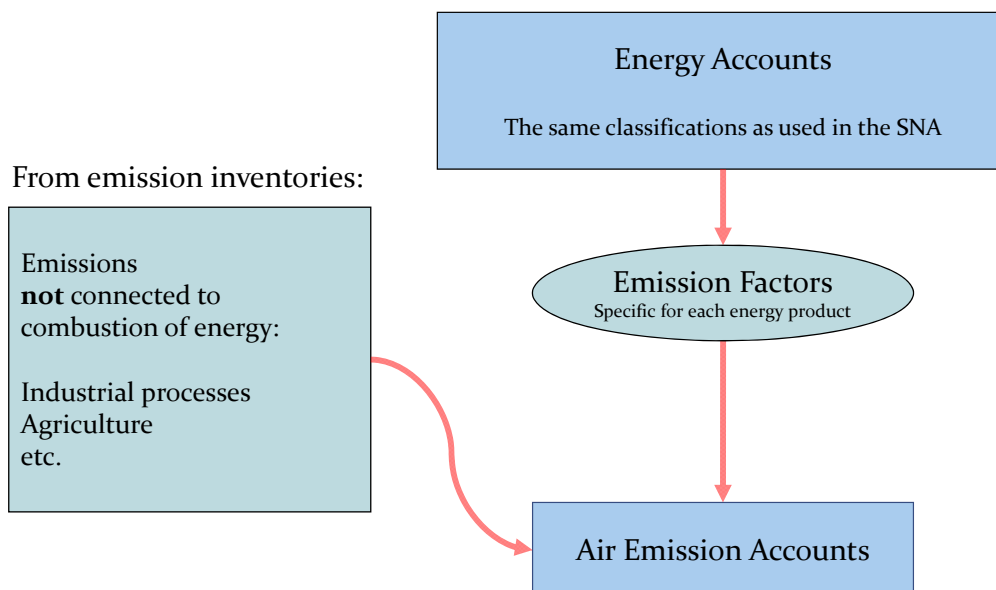 Energy Accounts
The same classifications as used in the SNA
From emission inventories:
Emissions
not connected to
combustion of energy:
Industrial processes
Agriculture
etc.
Emission Factors
Specific for each energy product
Air Emission Accounts